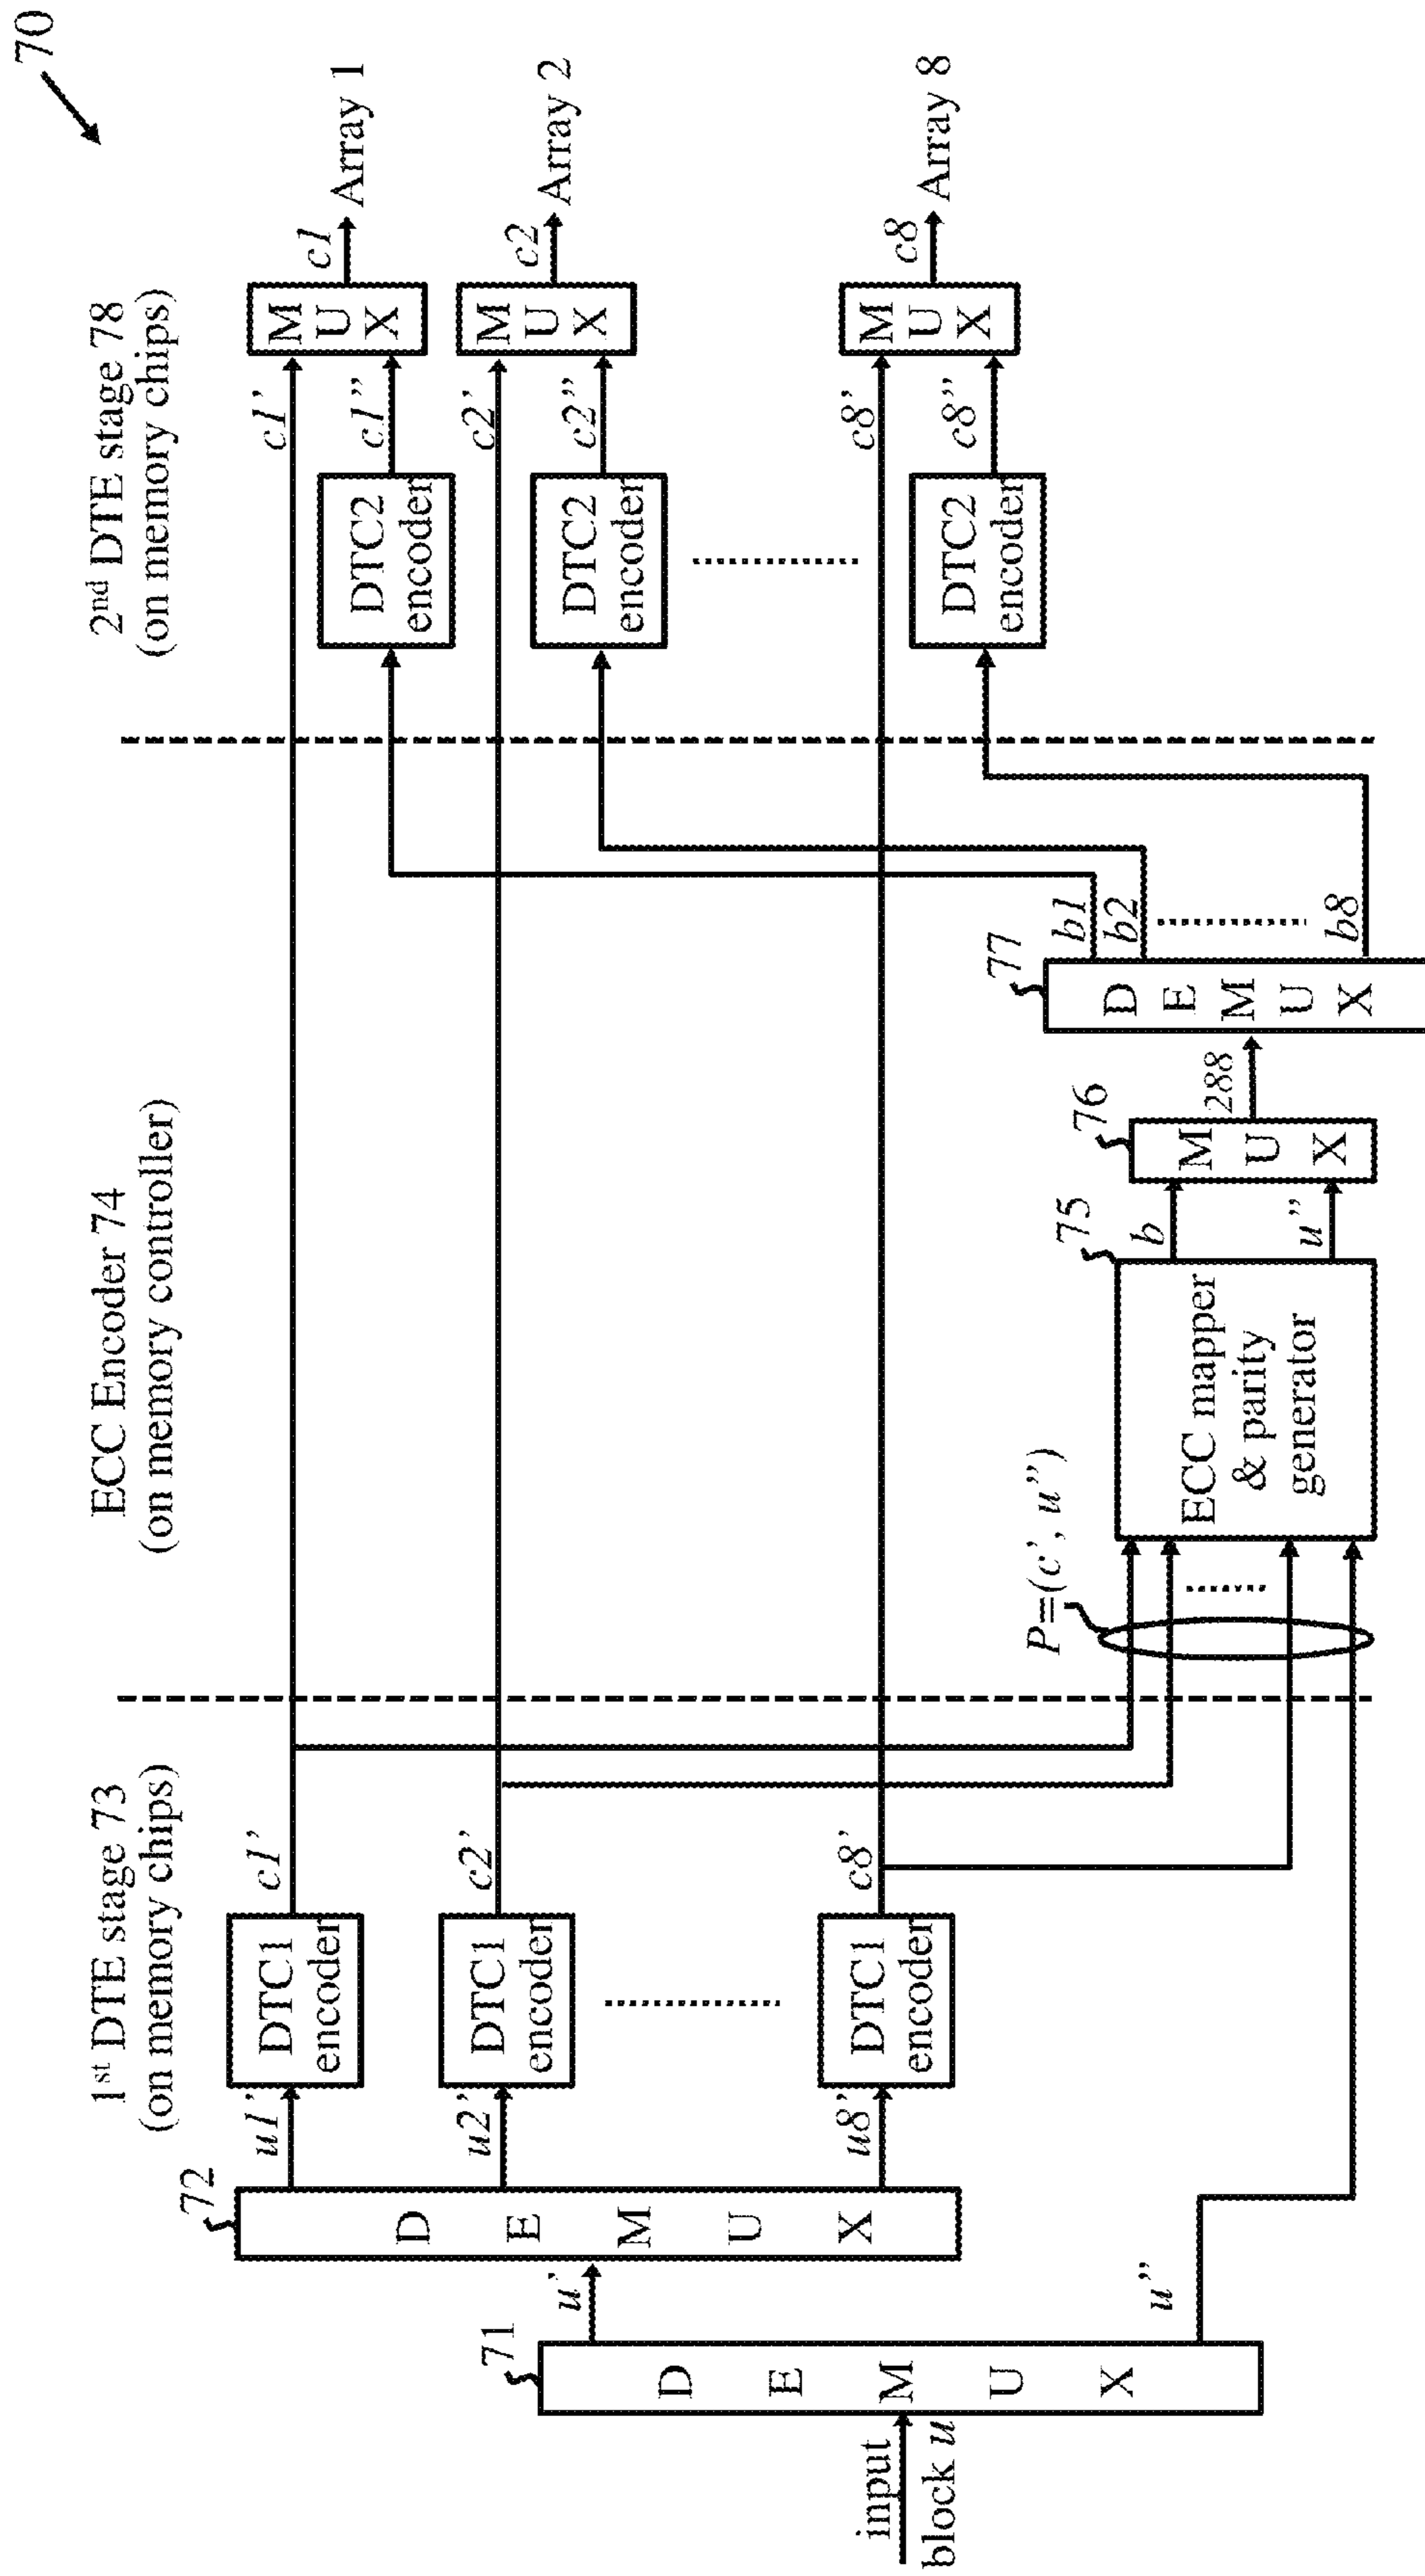 70
1st DTE stage 73
(on memory chips)
ECC Encoder 74
(on memory controller)
2nd DTE stage 78
(on memory chips)
input
block u
71
D E M U X
u'
u''
72
D E M U X
u1'
u2'
u8'
DTC1
encoder
DTC1
encoder
DTC1
encoder
c1'
c2'
c8'
P=(c', u'')
75
ECC mapper
& parity
generator
b
u''
76
M U X
288
77
D E M U X
b1
b2
b8
DTC2
encoder
DTC2
encoder
DTC2
encoder
c1'
c1''
c2'
c2''
c8'
c8''
M U X
M U X
M U X
c1
Array 1
c2
Array 2
c8
Array 8